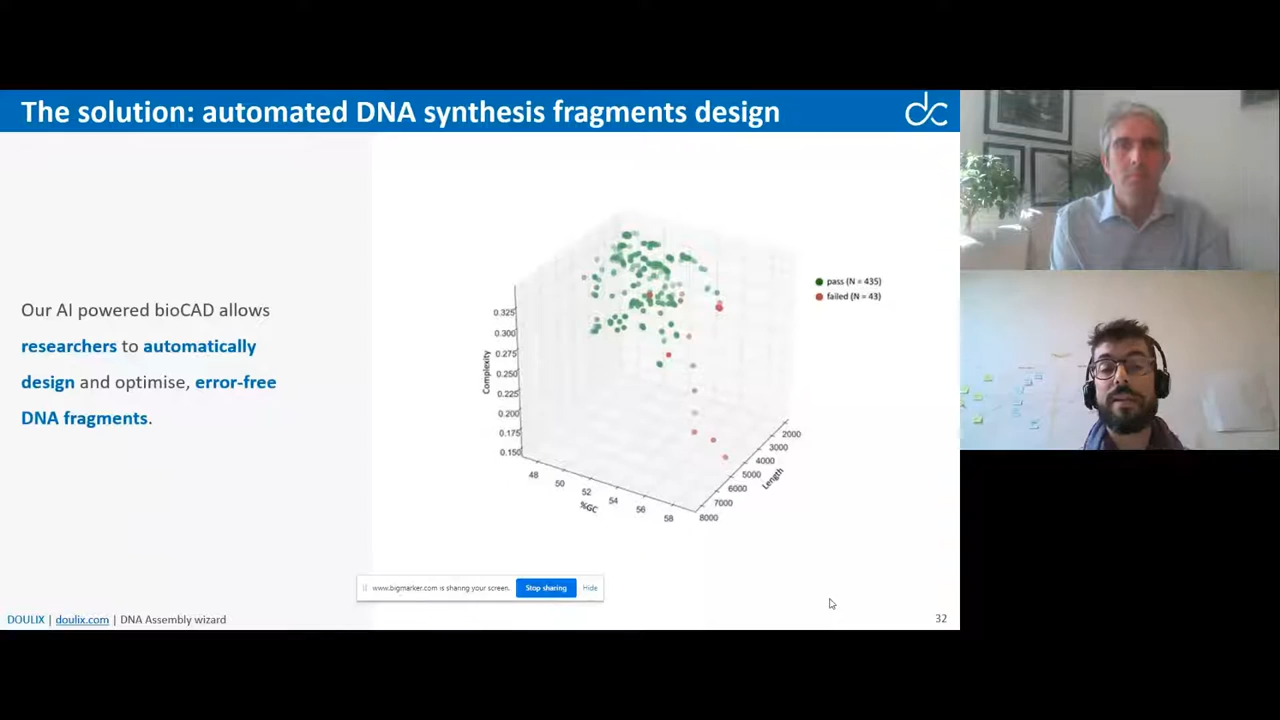 The solution: automated DNA synthesis fragments design
dc
Our AI powered bioCAD allows
researchers to automatically
design and optimise, error-free
DNA fragments.
pass (N = 435)
failed (N = 43)
Complexity
0.325
0.300
0.275
0.250
0.225
0.200
0.175
0.150
48
50
52
54
56
58
%GC
2000
3000
4000
5000
6000
7000
8000
Length
www.bigmarker.com is sharing your screen.
Stop sharing
Hide
DOULIX | doulix.com | DNA Assembly wizard
32